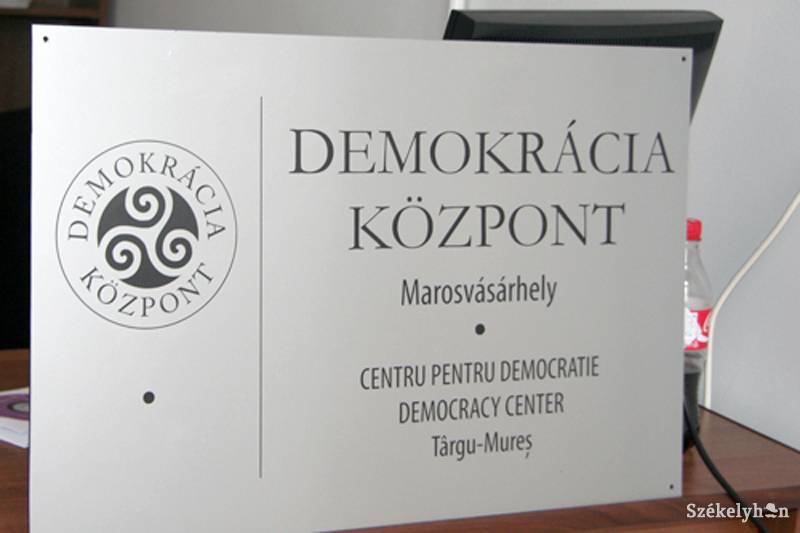 DEMOKRÁCIA
KÖZPONT
DEMOKRÁCIA
KÖZPONT
Marosvásárhely
•
CENTRU PENTRU DEMOCRATIE
DEMOCRACY CENTER
Târgu-Mureș
Székelyhon